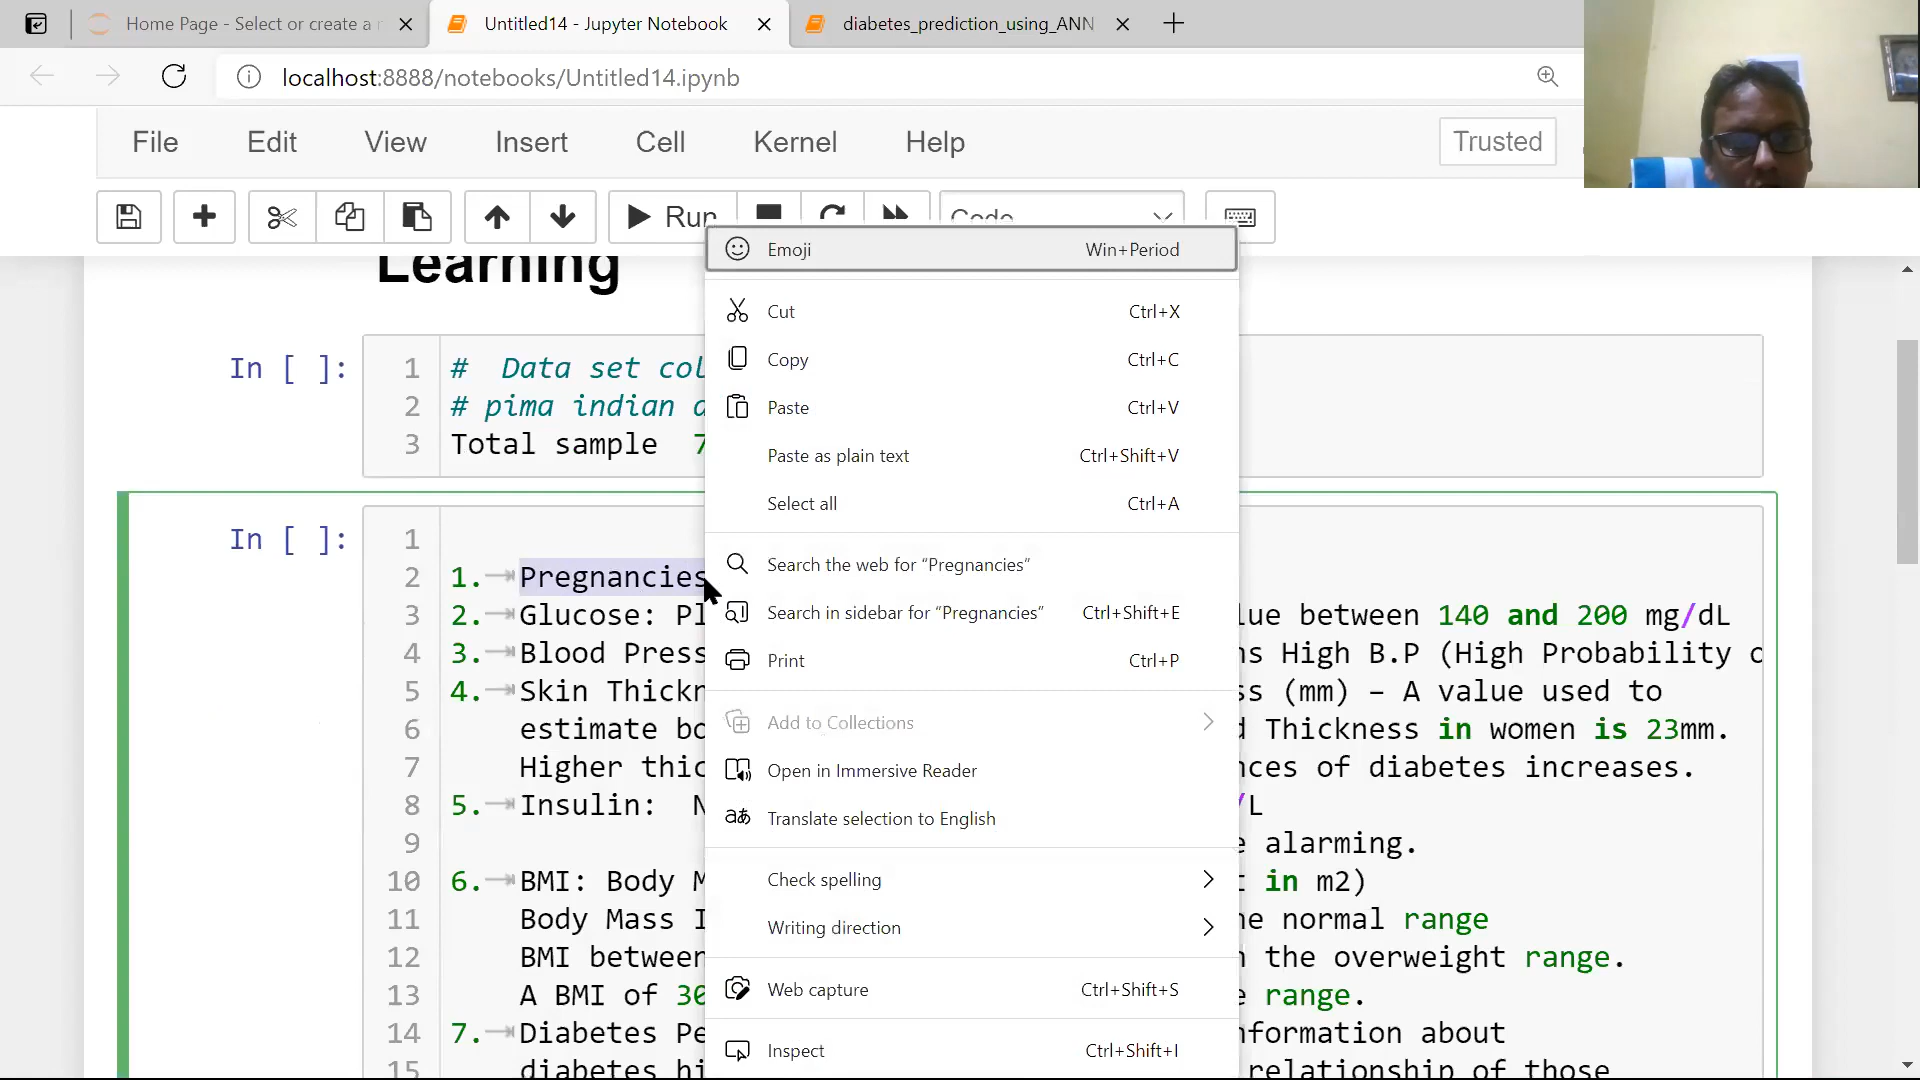 Home Page - Select or create a n
Untitled14 - Jupyter Notebook
diabetes_prediction_using_ANN
localhost:8888/notebooks/Untitled14.ipynb
File Edit View Insert Cell Kernel Help Trusted
Run Code
Learning
In [ ]: 1 # Data set col
2 # pima indian d
3 Total sample 7
In [ ]: 1
2 1. Pregnancies
3 2. Glucose: Pl lue between 140 and 200 mg/dL
4 3. Blood Press ns High B.P (High Probability o
5 4. Skin Thickn ss (mm) – A value used to
6 estimate bo d Thickness in women is 23mm.
7 Higher thic nces of diabetes increases.
8 5. Insulin: N /L
9 e alarming.
10 6. BMI: Body M t in m2)
11 Body Mass I he normal range
12 BMI between n the overweight range.
13 A BMI of 30 e range.
14 7. Diabetes Pe nformation about
15 diabetes hi relationship of those
Emoji Win+Period
Cut Ctrl+X
Copy Ctrl+C
Paste Ctrl+V
Paste as plain text Ctrl+Shift+V
Select all Ctrl+A
Search the web for “Pregnancies”
Search in sidebar for “Pregnancies” Ctrl+Shift+E
Print Ctrl+P
Add to Collections
Open in Immersive Reader
Translate selection to English
Check spelling
Writing direction
Web capture Ctrl+Shift+S
Inspect Ctrl+Shift+I